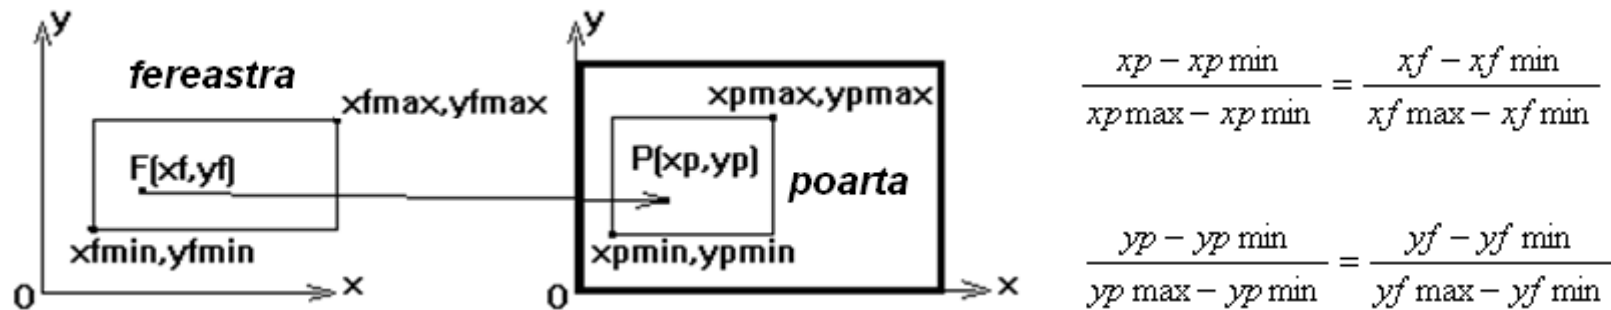 y
fereastra
xfmax,yfmax
F(xf,yf)
xfmin,yfmin
0
x
y
xpmax,ypmax
P(xp,yp)
poarta
xpmin,ypmin
0
x
xp − xp min / xp max − xp min = xf − xf min / xf max − xf min
yp − yp min / yp max − yp min = yf − yf min / yf max − yf min